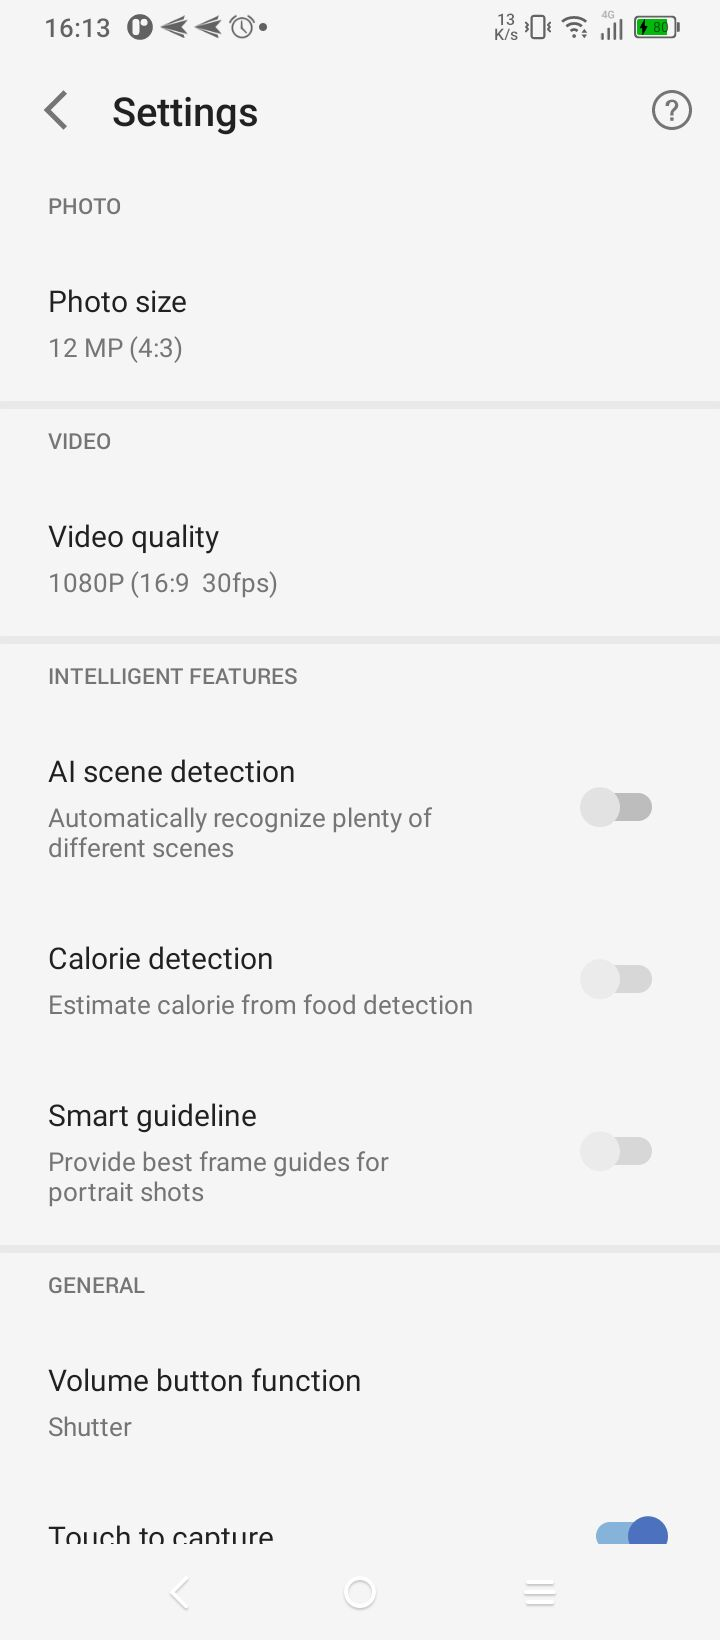 16:13
13
K/s
4G
80
Settings
PHOTO
Photo size
12 MP (4:3)
VIDEO
Video quality
1080P (16:9  30fps)
INTELLIGENT FEATURES
AI scene detection
Automatically recognize plenty of
different scenes
Calorie detection
Estimate calorie from food detection
Smart guideline
Provide best frame guides for
portrait shots
GENERAL
Volume button function
Shutter
Touch to capture